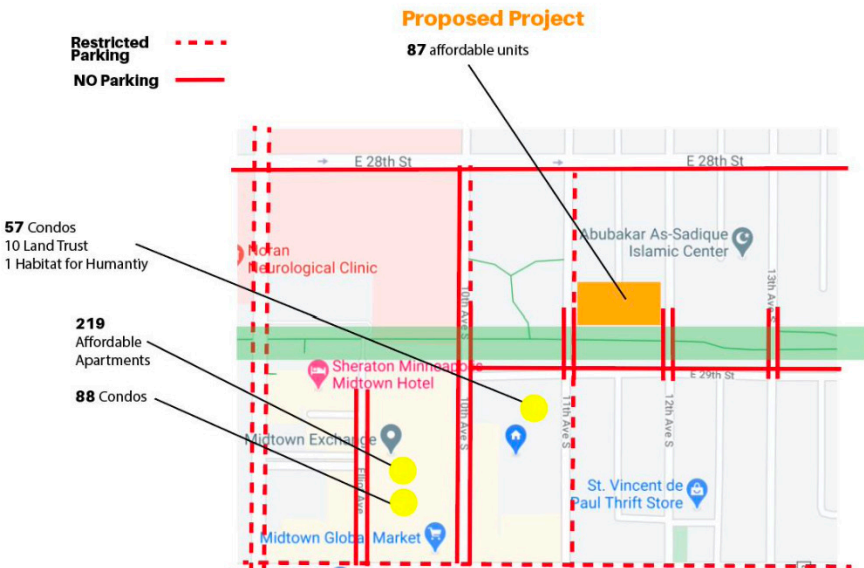 Proposed Project
87 affordable units
Restricted
Parking
NO Parking
E 28th St
E 28th St
57 Condos
10 Land Trust
1 Habitat for Humantiy
Noran
Neurological Clinic
Abubakar As-Sadique
Islamic Center
10th Ave S
13th Ave S
219
Affordable
Apartments
Sheraton Minneapolis
Midtown Hotel
E 29th St
88 Condos
10th Ave S
11th Ave S
12th Ave S
Midtown Exchange
Elliot Ave
St. Vincent de
Paul Thrift Store
Midtown Global Market